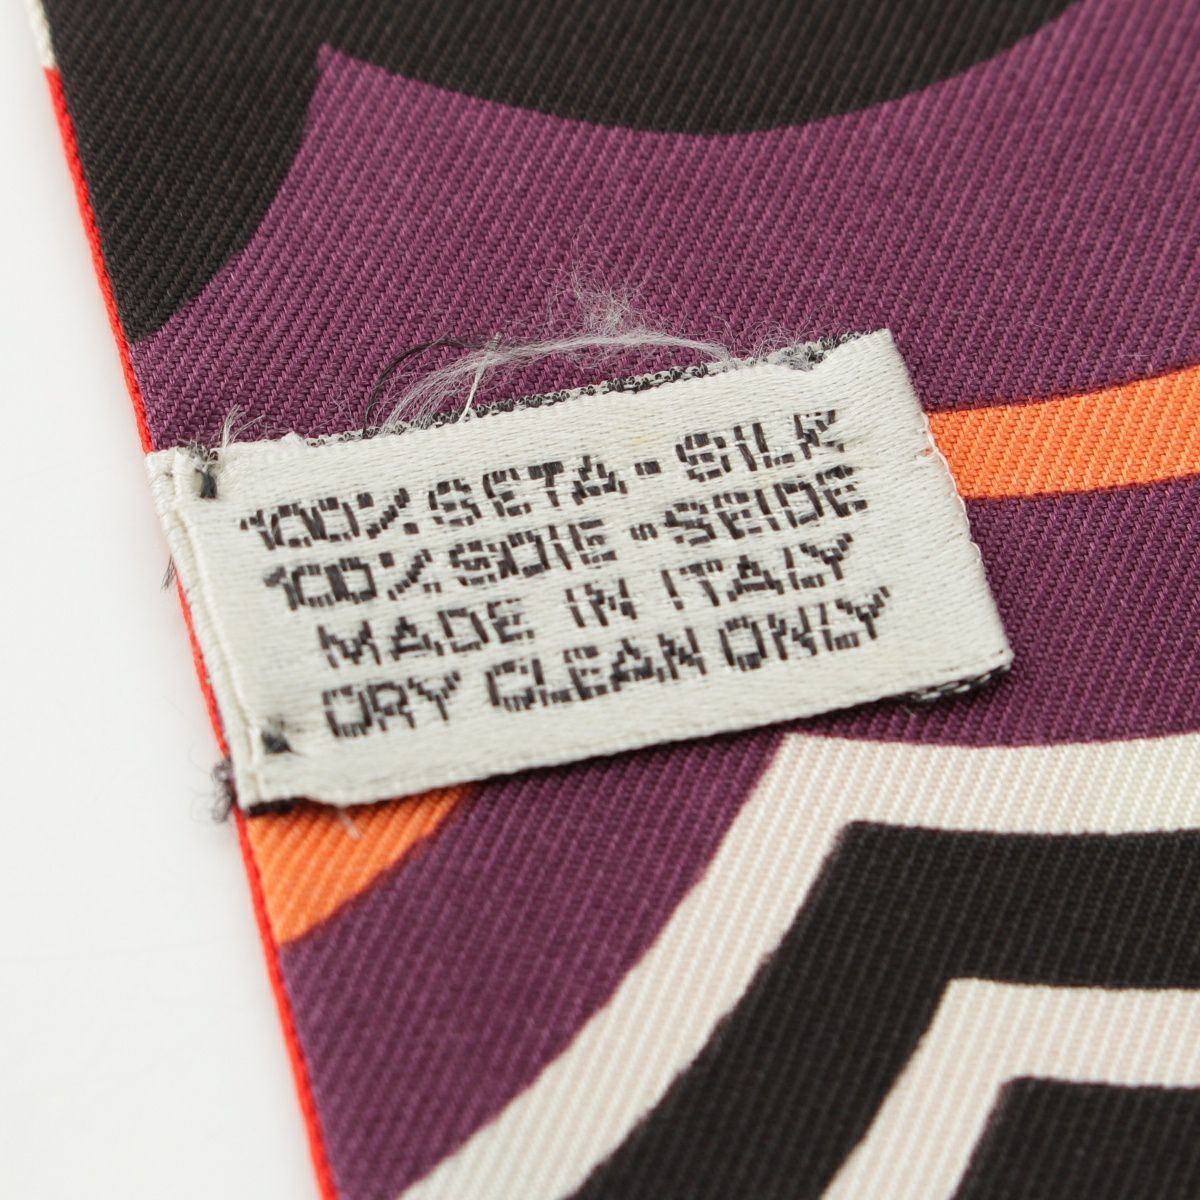 100% SETA - SILK
100% SOIE - SEIDE
MADE IN ITALY
DRY CLEAN ONLY